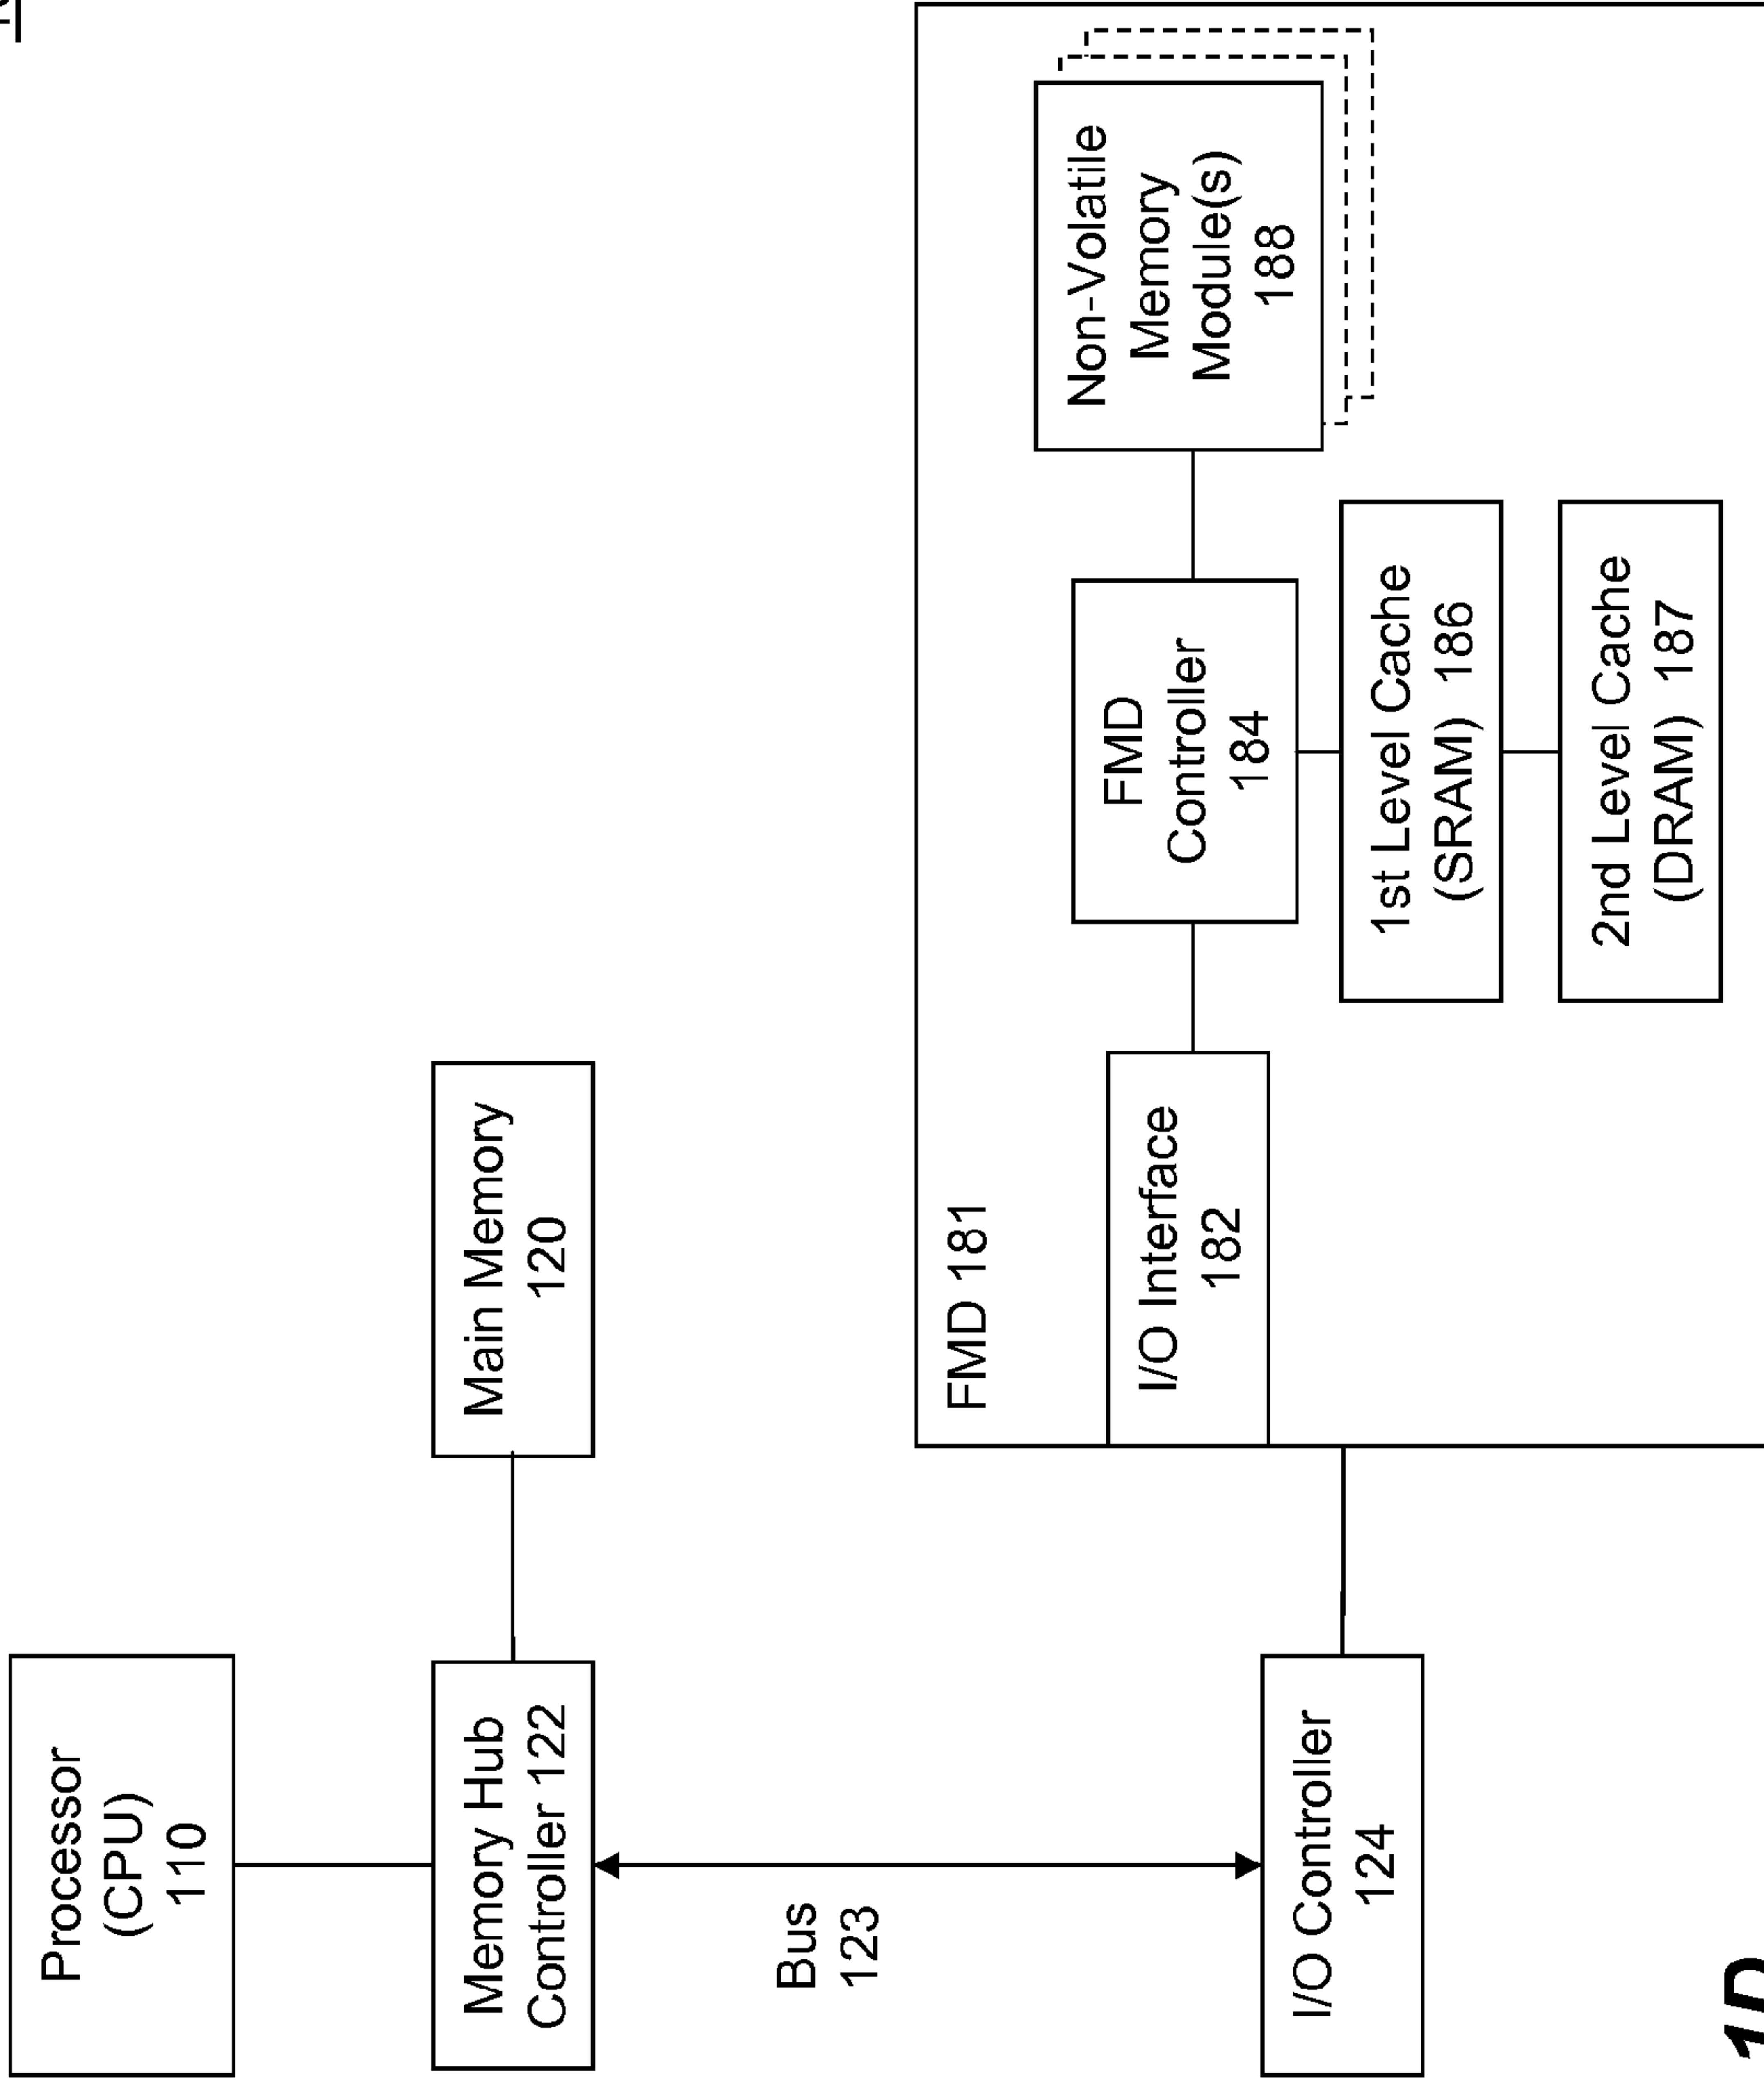 Processor
(CPU)
110
Memory Hub
Controller 122
Main Memory
120
Bus
123
I/O Controller
124
FMD 181
I/O Interface
182
FMD
Controller
184
Non-Volatile
Memory
Module(s)
188
1st Level Cache
(SRAM) 186
2nd Level Cache
(DRAM) 187
1D